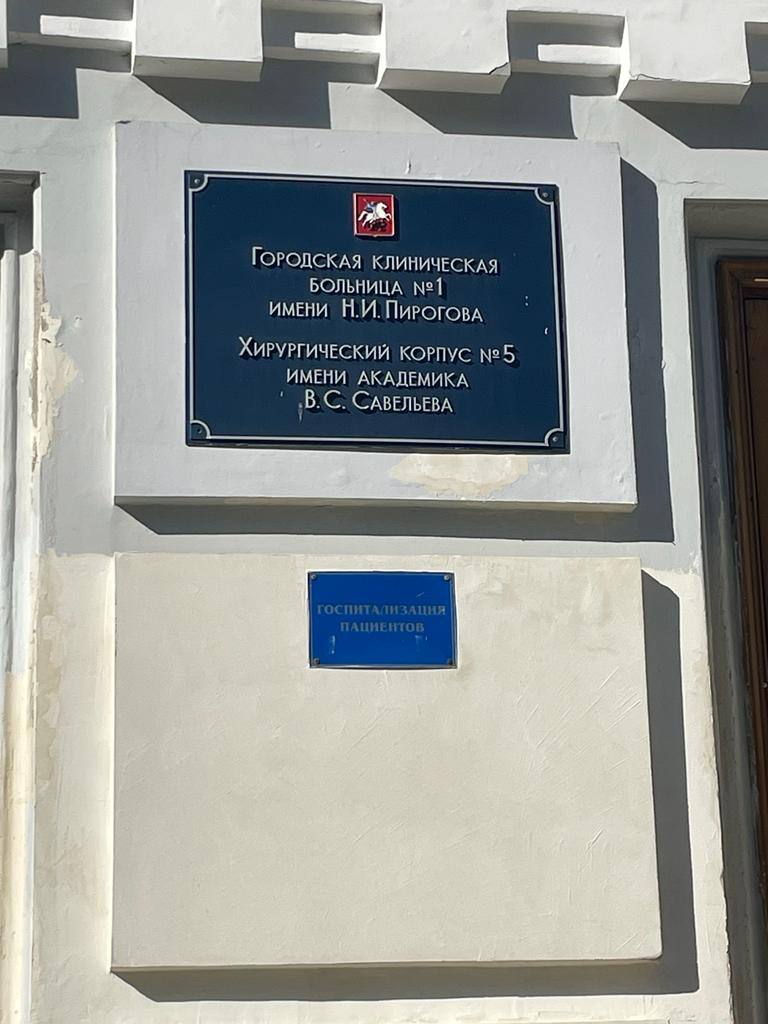 Городская клиническая
больница №1
имени Н.И. Пирогова
Хирургический корпус №5
имени академика
В.С. Савельева
ГОСПИТАЛИЗАЦИЯ
ПАЦИЕНТОВ